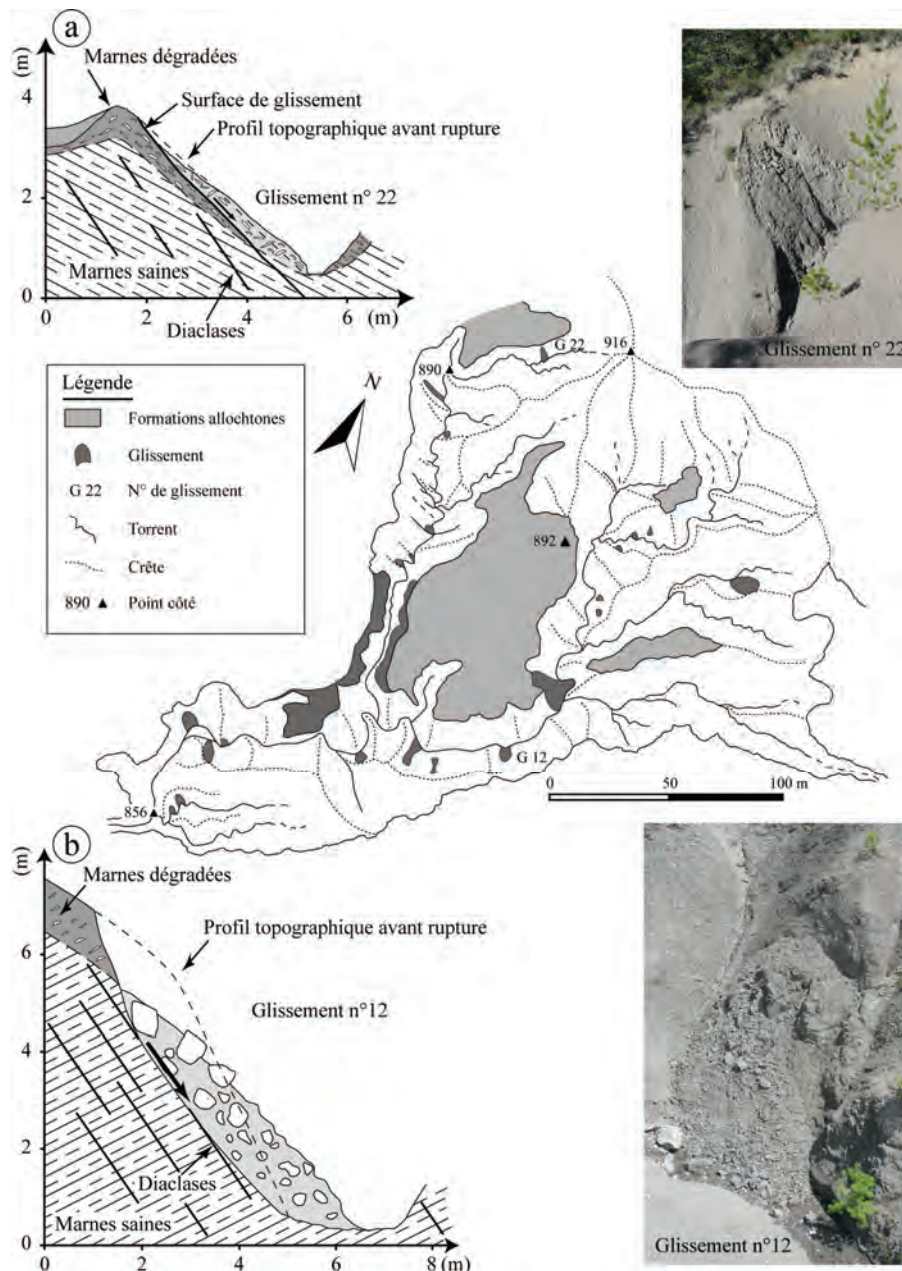 a
(m)
Marnes dégradées
Surface de glissement
Profil topographique avant rupture
Glissement n° 22
Marnes saines
Diaclases
4
2
0
0 2 4 6 (m)
Glissement n° 22
Légende
Formations allochtones
Glissement
G 22 N° de glissement
Torrent
Crête
890 Point côté
N
G 22
916
890
892
G 12
856
0 50 100 m
b
(m)
Marnes dégradées
Profil topographique avant rupture
Glissement n°12
Diaclases
Marnes saines
6
4
2
0
0 2 4 6 8 (m)
Glissement n°12